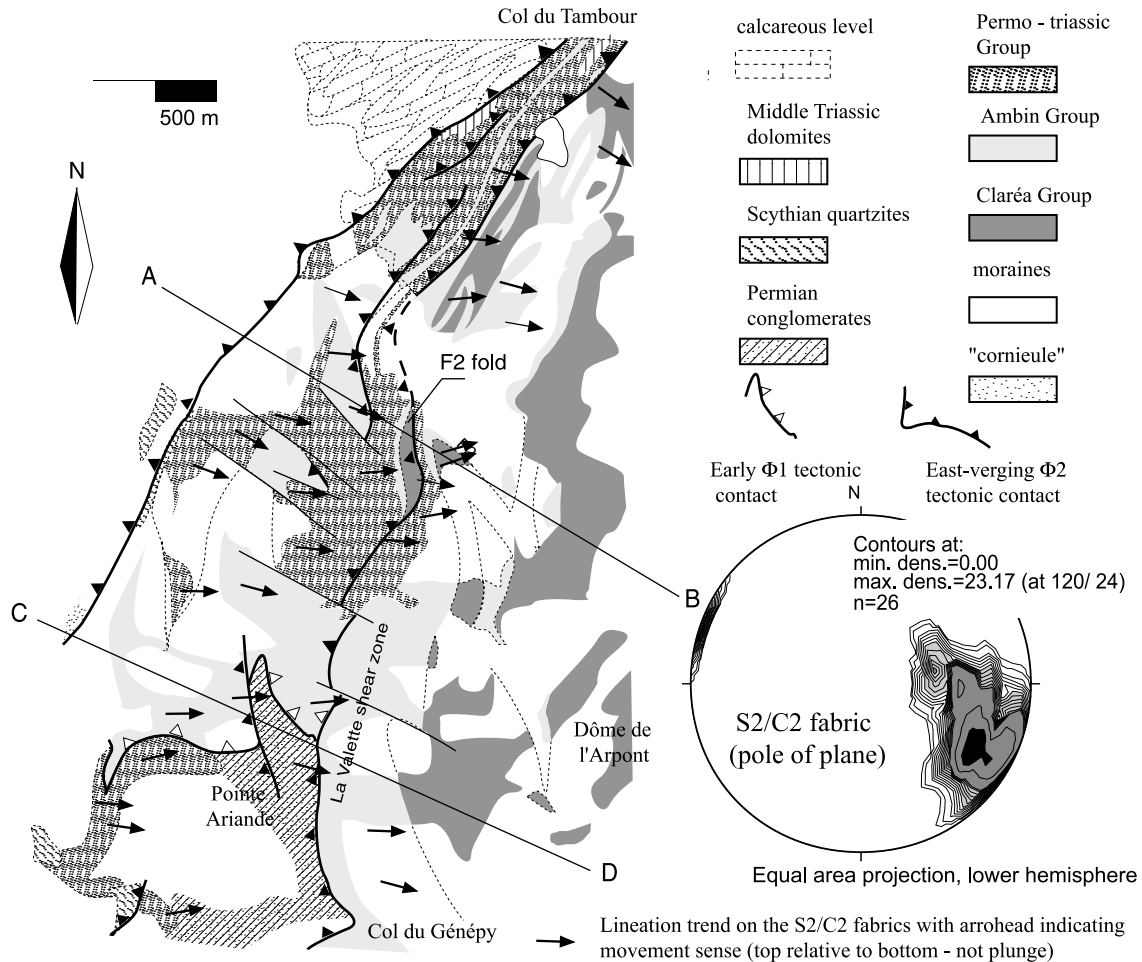 Col du Tambour
500 m
N
A
F2 fold
B
C
La Valette shear zone
Dôme de
l'Arpont
Pointe
Ariande
D
Col du Génépy
calcareous level
Middle Triassic
dolomites
Scythian quartzites
Permian
conglomerates
Early Φ1 tectonic
contact
Permo - triassic
Group
Ambin Group
Claréa Group
moraines
"cornieule"
East-verging Φ2
tectonic contact
N
Contours at:
min. dens.=0.00
max. dens.=23.17 (at 120/ 24)
n=26
S2/C2 fabric
(pole of plane)
Equal area projection, lower hemisphere
Lineation trend on the S2/C2 fabrics with arrohead indicating
movement sense (top relative to bottom - not plunge)